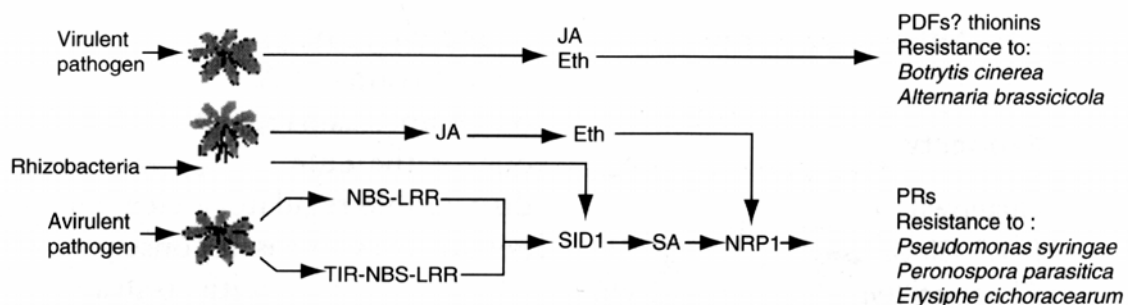 Virulent
pathogen
JA
Eth
PDFs? thionins
Resistance to:
Botrytis cinerea
Alternaria brassicicola
JA
Eth
Rhizobacteria
Avirulent
pathogen
NBS-LRR
TIR-NBS-LRR
SID1
SA
NRP1
PRs
Resistance to :
Pseudomonas syringae
Peronospora parasitica
Erysiphe cichoracearum